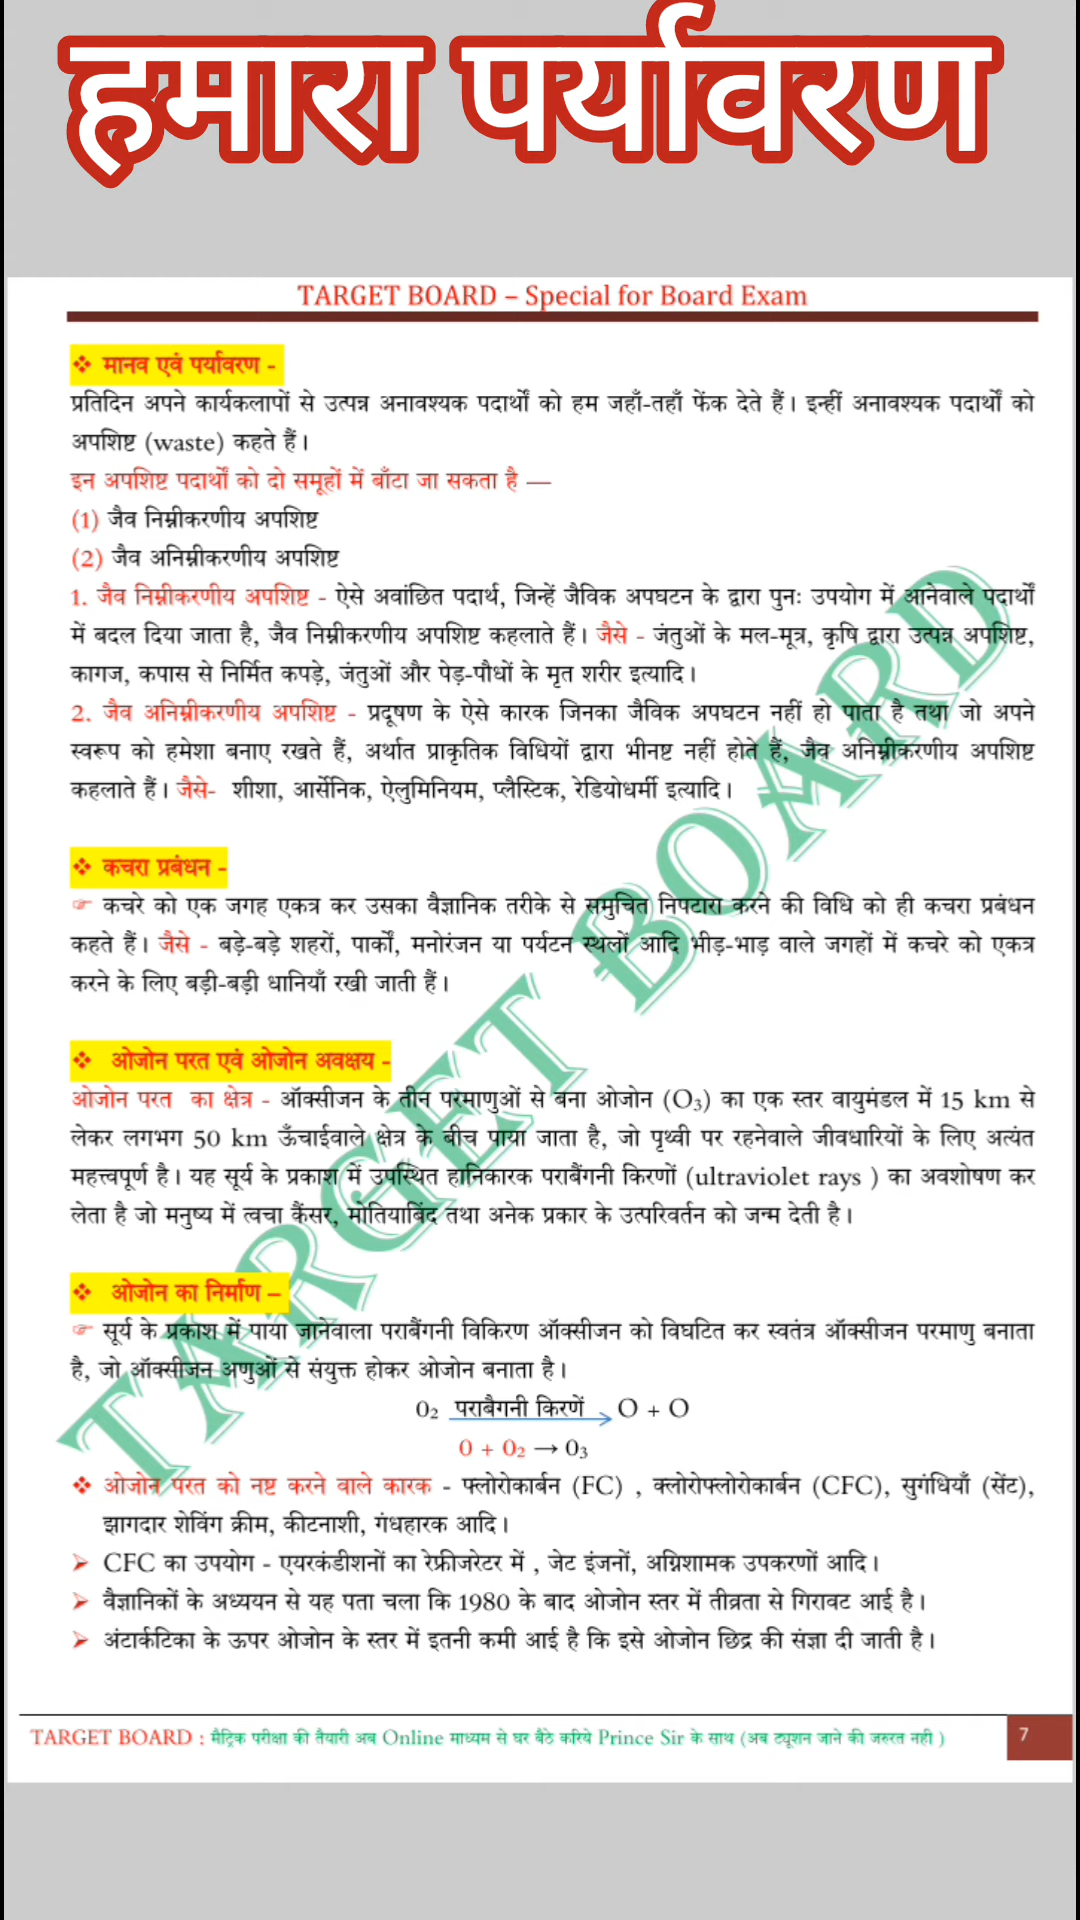 हमारा पर्यावरण
TARGET BOARD – Special for Board Exam
❖ मानव एवं पर्यावरण -
प्रतिदिन अपने कार्यकलापों से उत्पन्न अनावश्यक पदार्थों को हम जहाँ-तहाँ फेंक देते हैं। इन्हीं अनावश्यक पदार्थों को
अपशिष्ट (waste) कहते हैं।
इन अपशिष्ट पदार्थों को दो समूहों में बाँटा जा सकता है —
(1) जैव निम्नीकरणीय अपशिष्ट
(2) जैव अनिम्नीकरणीय अपशिष्ट
1. जैव निम्नीकरणीय अपशिष्ट - ऐसे अवांछित पदार्थ, जिन्हें जैविक अपघटन के द्वारा पुनः उपयोग में आनेवाले पदार्थों
में बदल दिया जाता है, जैव निम्नीकरणीय अपशिष्ट कहलाते हैं। जैसे - जंतुओं के मल-मूत्र, कृषि द्वारा उत्पन्न अपशिष्ट,
कागज, कपास से निर्मित कपड़े, जंतुओं और पेड़-पौधों के मृत शरीर इत्यादि।
2. जैव अनिम्नीकरणीय अपशिष्ट - प्रदूषण के ऐसे कारक जिनका जैविक अपघटन नहीं हो पाता है तथा जो अपने
स्वरूप को हमेशा बनाए रखते हैं, अर्थात प्राकृतिक विधियों द्वारा भीनष्ट नहीं होते हैं, जैव अनिम्नीकरणीय अपशिष्ट
कहलाते हैं। जैसे- शीशा, आर्सेनिक, ऐलुमिनियम, प्लैस्टिक, रेडियोधर्मी इत्यादि।
❖ कचरा प्रबंधन -
☞ कचरे को एक जगह एकत्र कर उसका वैज्ञानिक तरीके से समुचित निपटारा करने की विधि को ही कचरा प्रबंधन
कहते हैं। जैसे - बड़े-बड़े शहरों, पार्कों, मनोरंजन या पर्यटन स्थलों आदि भीड़-भाड़ वाले जगहों में कचरे को एकत्र
करने के लिए बड़ी-बड़ी धानियाँ रखी जाती हैं।
❖ ओजोन परत एवं ओजोन अवक्षय -
ओजोन परत का क्षेत्र - ऑक्सीजन के तीन परमाणुओं से बना ओजोन (O₃) का एक स्तर वायुमंडल में 15 km से
लेकर लगभग 50 km ऊँचाईवाले क्षेत्र के बीच पाया जाता है, जो पृथ्वी पर रहनेवाले जीवधारियों के लिए अत्यंत
महत्त्वपूर्ण है। यह सूर्य के प्रकाश में उपस्थित हानिकारक पराबैंगनी किरणों (ultraviolet rays ) का अवशोषण कर
लेता है जो मनुष्य में त्वचा कैंसर, मोतियाबिंद तथा अनेक प्रकार के उत्परिवर्तन को जन्म देती है।
❖ ओजोन का निर्माण –
☞ सूर्य के प्रकाश में पाया जानेवाला पराबैंगनी विकिरण ऑक्सीजन को विघटित कर स्वतंत्र ऑक्सीजन परमाणु बनाता
है, जो ऑक्सीजन अणुओं से संयुक्त होकर ओजोन बनाता है।
O₂ पराबैगनी किरणें → O + O
O + O₂ → O₃
❖ ओजोन परत को नष्ट करने वाले कारक - फ्लोरोकार्बन (FC) , क्लोरोफ्लोरोकार्बन (CFC), सुगंधियाँ (सेंट),
झागदार शेविंग क्रीम, कीटनाशी, गंधहारक आदि।
➢ CFC का उपयोग - एयरकंडीशनों का रेफ्रीजरेटर में , जेट इंजनों, अग्निशामक उपकरणों आदि।
➢ वैज्ञानिकों के अध्ययन से यह पता चला कि 1980 के बाद ओजोन स्तर में तीव्रता से गिरावट आई है।
➢ अंटार्कटिका के ऊपर ओजोन के स्तर में इतनी कमी आई है कि इसे ओजोन छिद्र की संज्ञा दी जाती है।
TARGET BOARD
TARGET BOARD : मैट्रिक परीक्षा की तैयारी अब Online माध्यम से घर बैठे करिये Prince Sir के साथ (अब ट्यूशन जाने की जरुरत नही )
7